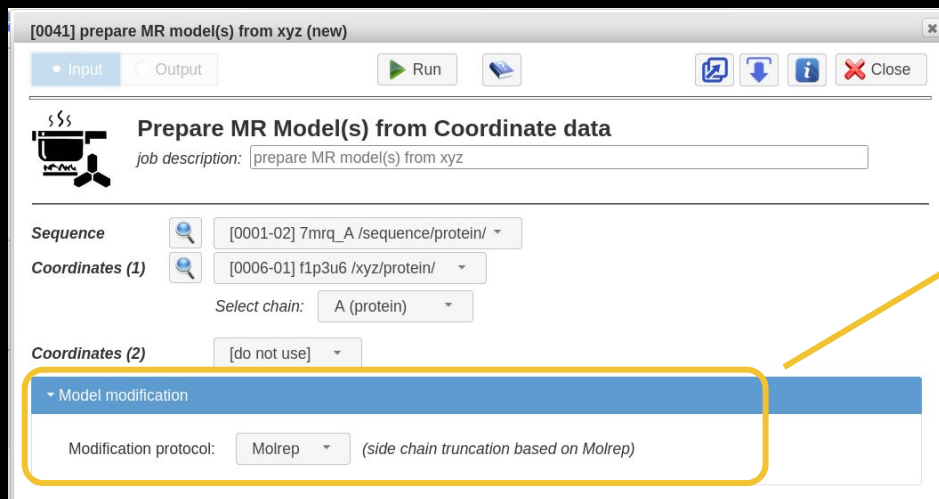 [0041] prepare MR model(s) from xyz (new)
Input Output Run Close
Prepare MR Model(s) from Coordinate data
job description: prepare MR model(s) from xyz
Sequence [0001-02] 7mrq_A /sequence/protein/
Coordinates (1) [0006-01] f1p3u6 /xyz/protein/
Select chain: A (protein)
Coordinates (2) [do not use]
Model modification
Modification protocol: Molrep (side chain truncation based on Molrep)